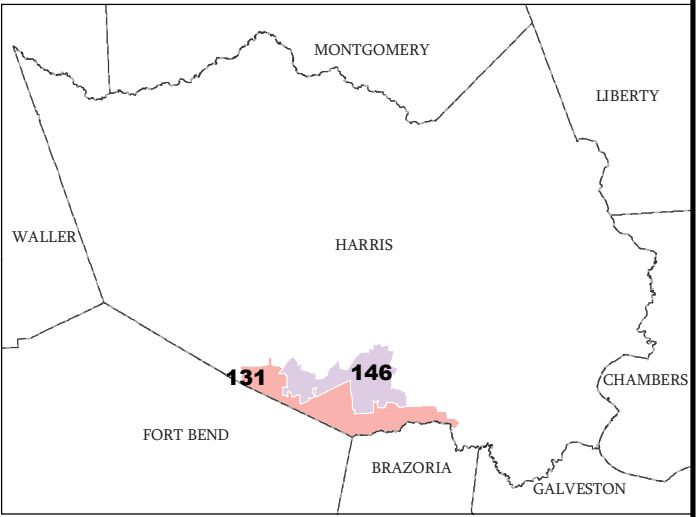 MONTGOMERY
LIBERTY
WALLER
HARRIS
131
146
CHAMBERS
FORT BEND
BRAZORIA
GALVESTON